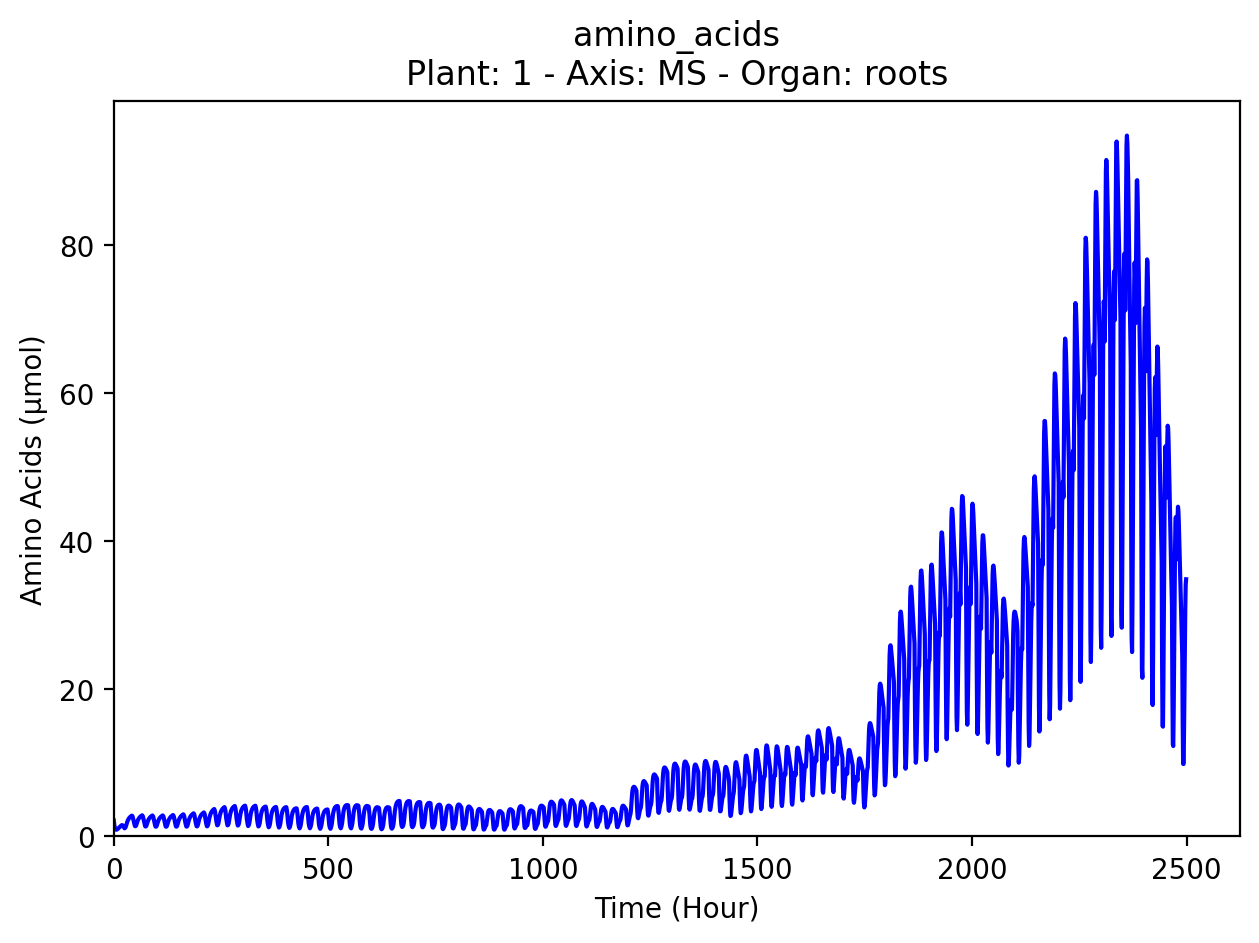 amino_acids
Plant: 1 - Axis: MS - Organ: roots
80
60
40
20
0
Amino Acids (µmol)
0 500 1000 1500 2000 2500
Time (Hour)